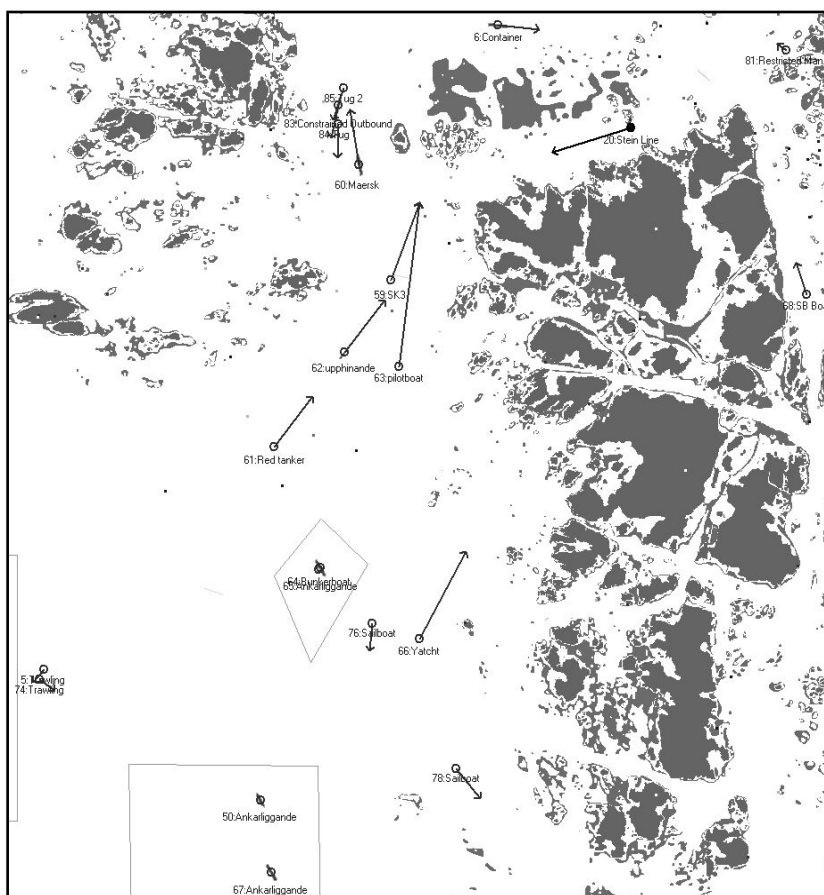 6:Container
81:Restricted Man
85:Tug 2
83:Constrained Outbound
84:Tug
20:Stein Line
60:Maersk
59:SK3
68:SB Bo
62:upphinande
63:pilotboat
61:Red tanker
64:Bunkerboat
65:Ankarliggande
76:Sailboat
66:Yatcht
5:Trawling
74:Trawling
78:Sailboat
50:Ankarliggande
67:Ankarliggande